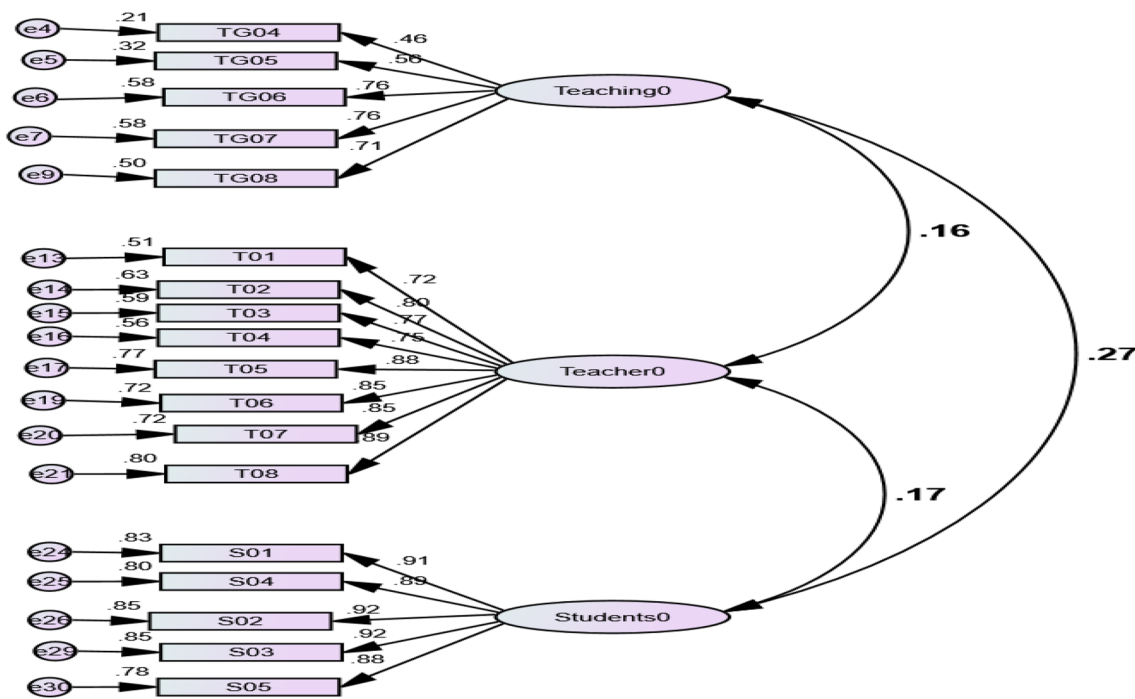 e4 .21 TG04 .46
e5 .32 TG05 .56
e6 .58 TG06 .76
Teaching0
e7 .58 TG07 .76
e9 .50 TG08 .71
.16
e13 .51 T01 .72
e14 .63 T02 .80
e15 .59 T03 .77
e16 .56 T04 .75
.27
e17 .77 T05 .88
Teacher0
e19 .72 T06 .85
e20 .72 T07 .85
e21 .80 T08 .89
.17
e24 .83 S01 .91
e25 .80 S04 .89
e26 .85 S02 .92
Students0
e29 .85 S03 .92
e30 .78 S05 .88